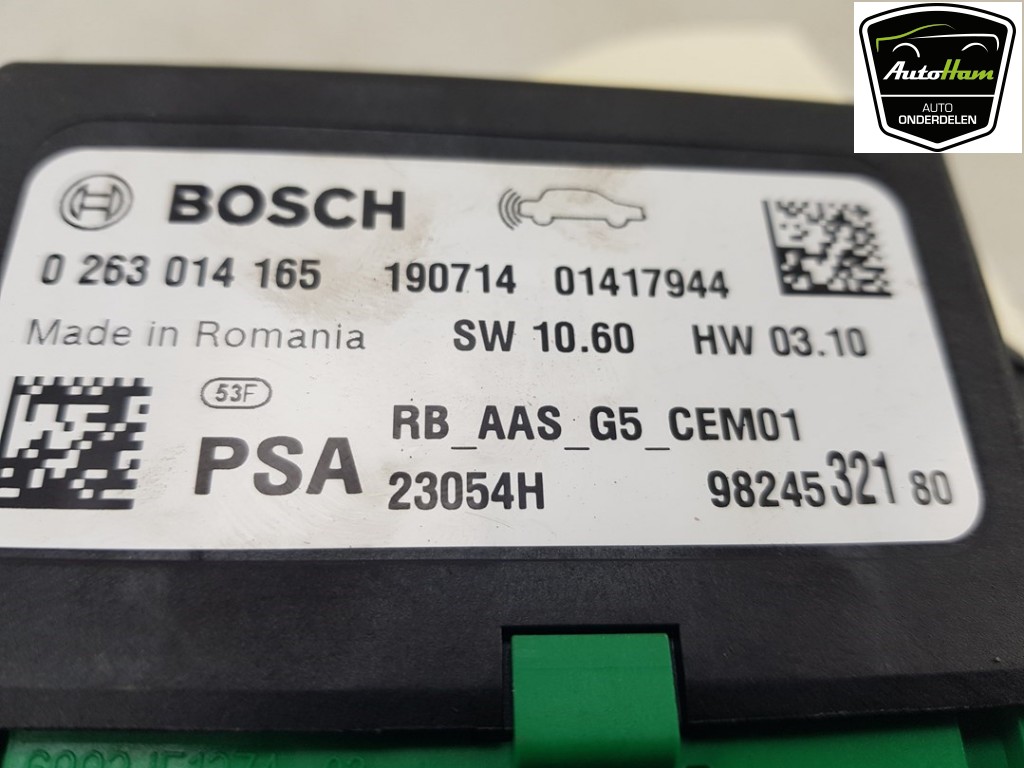 AutoHam
AUTO
ONDERDELEN
BOSCH
0 263 014 165 190714 01417944
Made in Romania SW 10.60 HW 03.10
53F
PSA
RB_AAS_G5_CEM01
23054H 98245 321 80